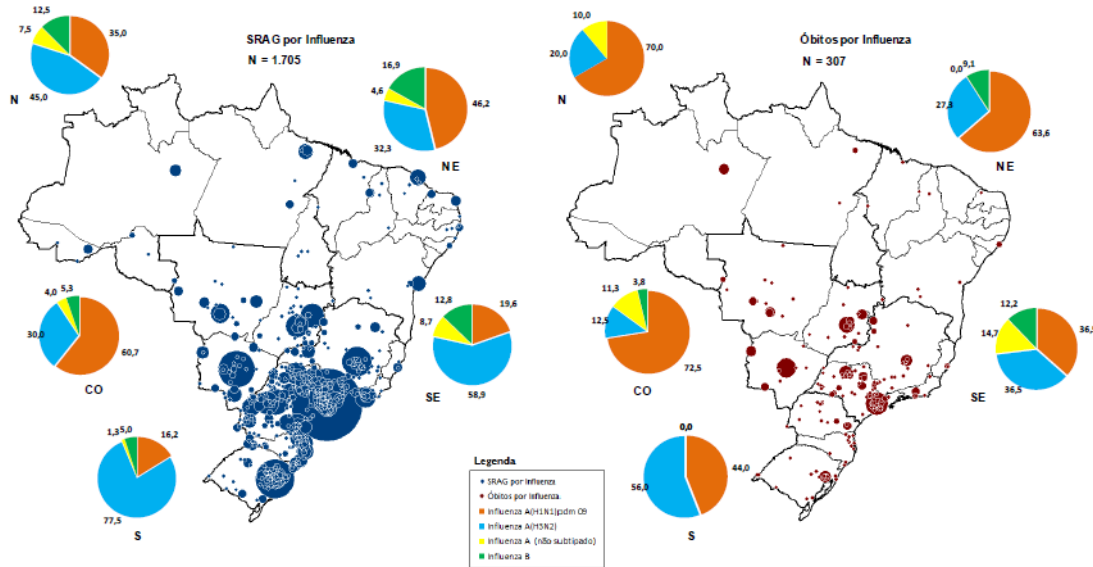 SRAG por Influenza
N = 1.705
12,5
7,5
35,0
45,0
N
16,9
4,6
46,2
32,3
NE
4,0
5,3
30,0
60,7
CO
12,8
19,6
8,7
58,9
SE
1,3
5,0
16,2
77,5
S
Óbitos por Influenza
N = 307
10,0
20,0
70,0
N
0,0
9,1
27,3
63,6
NE
11,3
3,8
12,5
72,5
CO
12,2
14,7
36,5
36,5
SE
0,0
44,0
56,0
S
Legenda
SRAG por Influenza
Óbitos por Influenza.
Influenza A(H1N1)pdm 09
Influenza A(H3N2)
Influenza A (não subtipado)
Influenza B